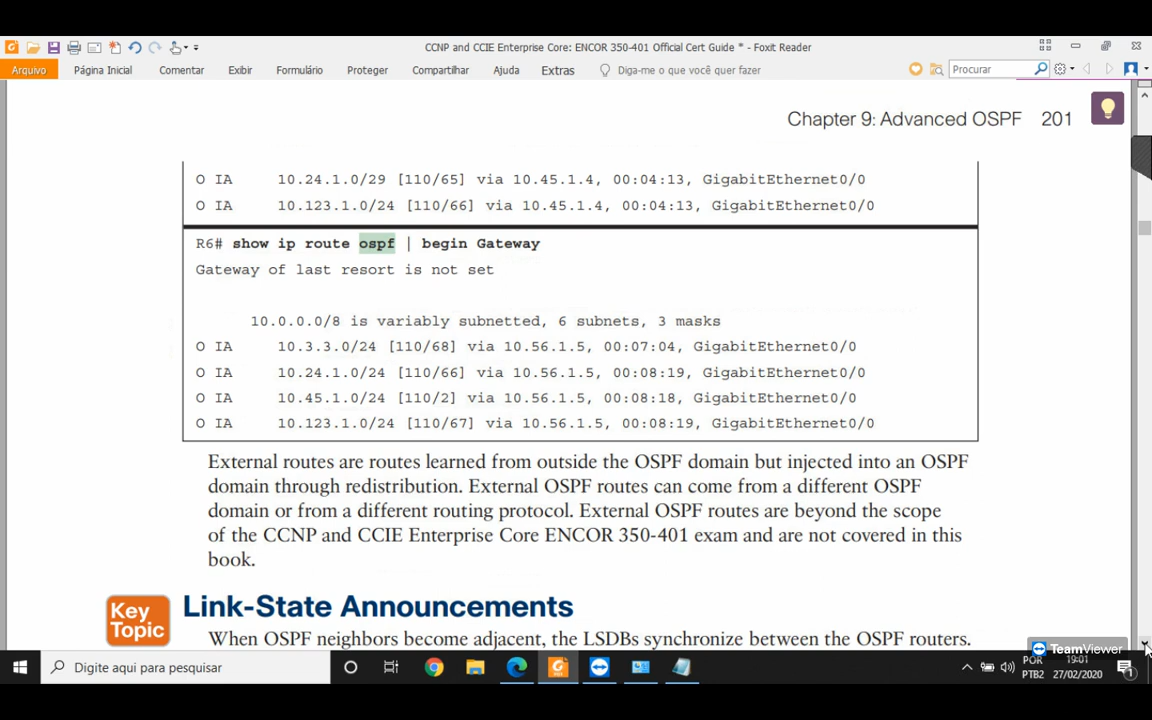 CCNP and CCIE Enterprise Core: ENCOR 350-401 Official Cert Guide * - Foxit Reader
Arquivo Página Inicial Comentar Exibir Formulário Proteger Compartilhar Ajuda Extras Diga-me o que você quer fazer Procurar
Chapter 9: Advanced OSPF 201
O IA 10.24.1.0/29 [110/65] via 10.45.1.4, 00:04:13, GigabitEthernet0/0
O IA 10.123.1.0/24 [110/66] via 10.45.1.4, 00:04:13, GigabitEthernet0/0
R6# show ip route ospf | begin Gateway
Gateway of last resort is not set
10.0.0.0/8 is variably subnetted, 6 subnets, 3 masks
O IA 10.3.3.0/24 [110/68] via 10.56.1.5, 00:07:04, GigabitEthernet0/0
O IA 10.24.1.0/24 [110/66] via 10.56.1.5, 00:08:19, GigabitEthernet0/0
O IA 10.45.1.0/24 [110/2] via 10.56.1.5, 00:08:18, GigabitEthernet0/0
O IA 10.123.1.0/24 [110/67] via 10.56.1.5, 00:08:19, GigabitEthernet0/0
External routes are routes learned from outside the OSPF domain but injected into an OSPF
domain through redistribution. External OSPF routes can come from a different OSPF
domain or from a different routing protocol. External OSPF routes are beyond the scope
of the CCNP and CCIE Enterprise Core ENCOR 350-401 exam and are not covered in this
book.
Key
Topic
Link-State Announcements
When OSPF neighbors become adjacent, the LSDBs synchronize between the OSPF routers.
TeamViewer
Digite aqui para pesquisar
POR
PTB2
19:01
27/02/2020
1